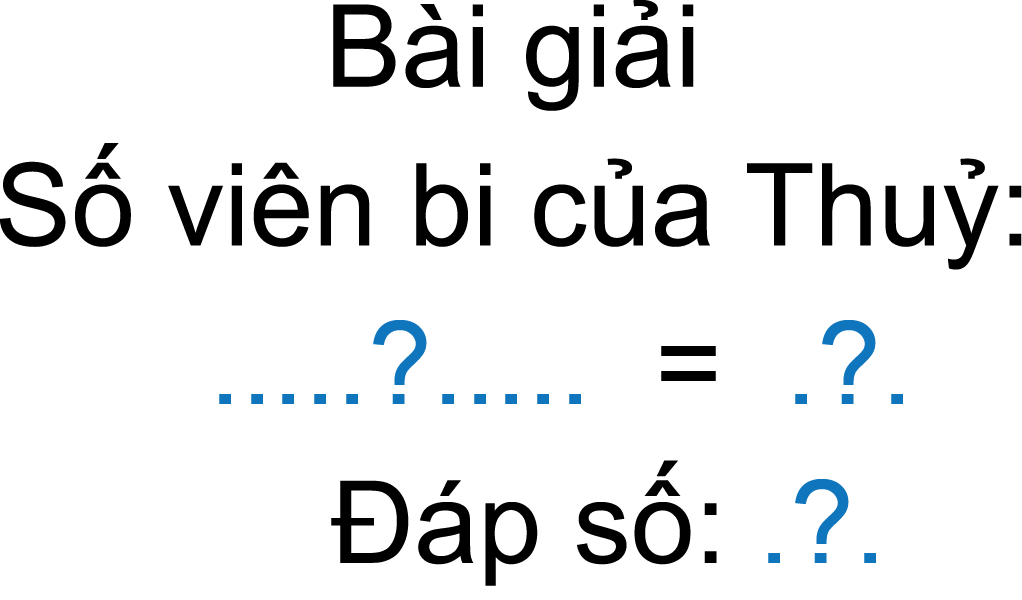 Bài giải
Số viên bi của Thuỷ:
.....?..... = .?.
Đáp số: .?.